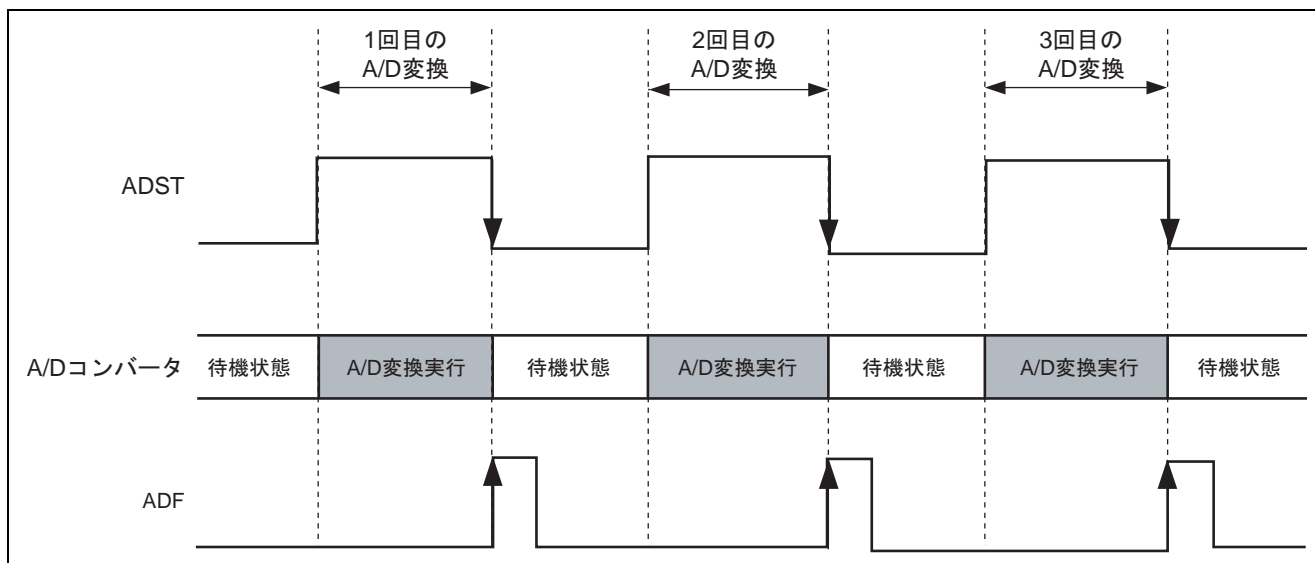 1回目の
A/D変換
2回目の
A/D変換
3回目の
A/D変換
ADST
A/Dコンバータ
待機状態
A/D変換実行
待機状態
A/D変換実行
待機状態
A/D変換実行
待機状態
ADF